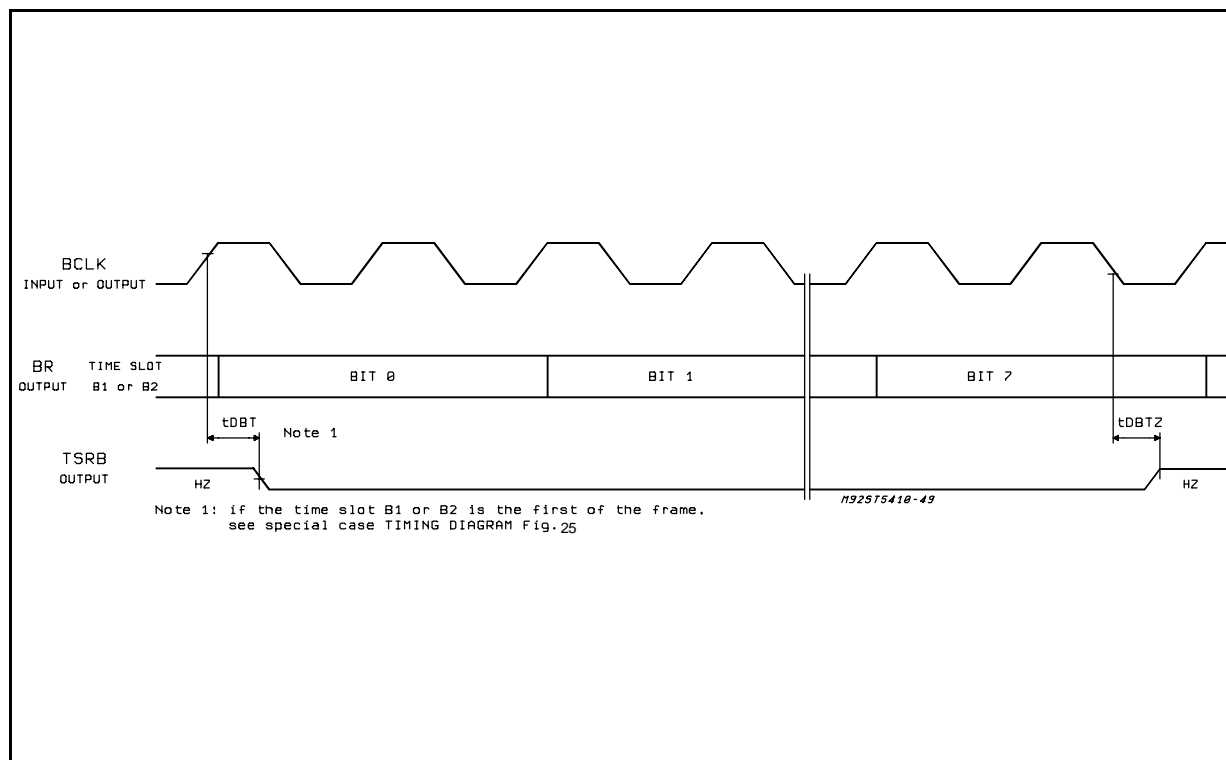 BCLK
INPUT or OUTPUT
BR TIME SLOT
OUTPUT B1 or B2
BIT 0 BIT 1 BIT 7
tDBT Note 1 tDBTZ
TSRB
OUTPUT
HZ HZ
M92ST5410-49
Note 1: if the time slot B1 or B2 is the first of the frame.
see special case TIMING DIAGRAM Fig.25